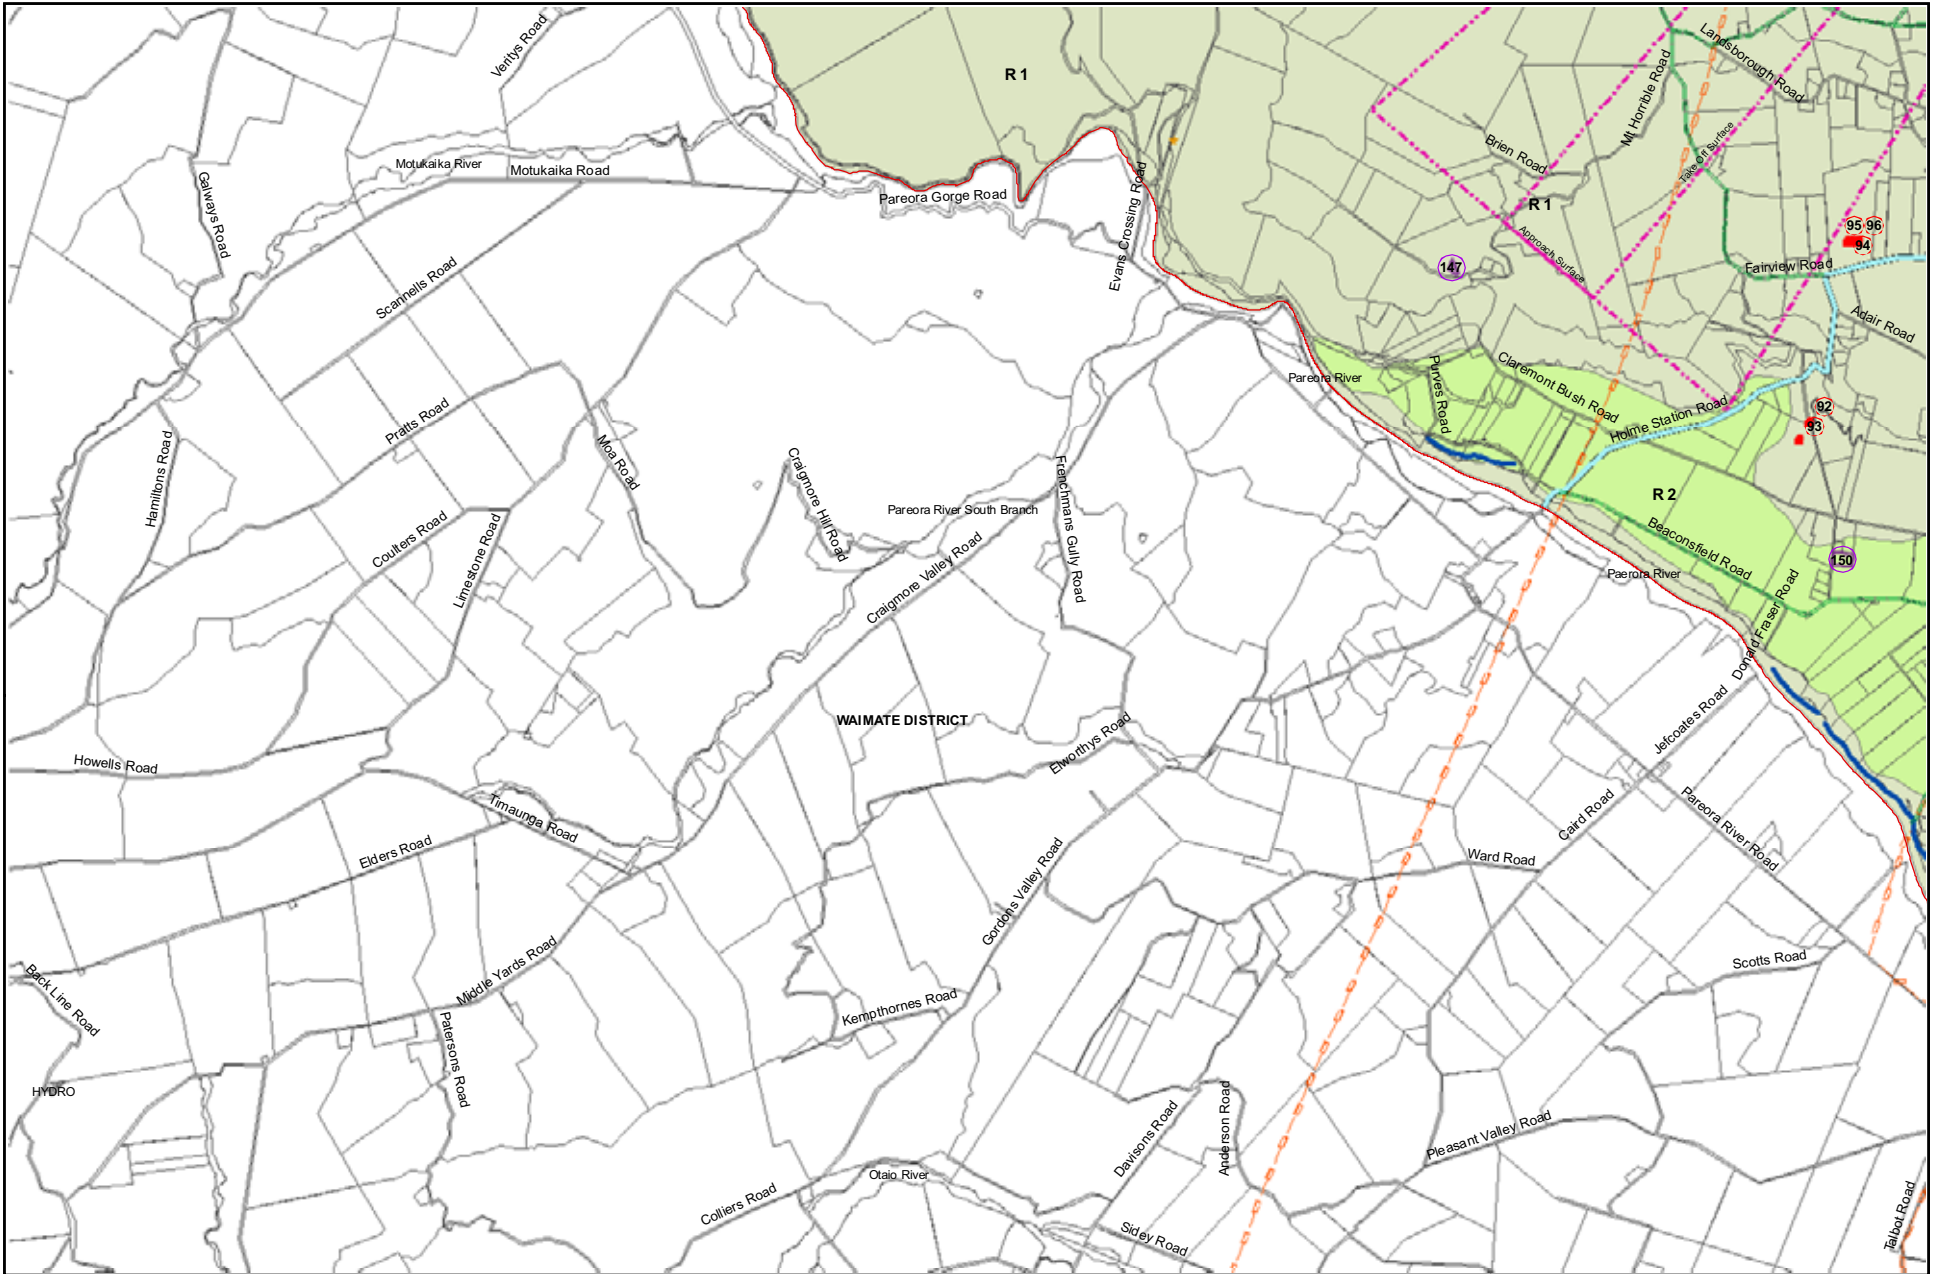 Veritys Road
R 1
Landsborough Road
Mt Horrible Road
Take Off Surface
Brien Road
Motukaika River
Motukaika Road
Galways Road
Pareora Gorge Road
Evans Crossing Road
R 1
Approach Surface
95
96
94
147
Fairview Road
Adair Road
Scannells Road
Pareora River
Purves Road
Claremont Bush Road
Holme Station Road
92
93
Pratts Road
Moa Road
Hamiltons Road
Craigmore Hill Road
Frenchmans Gully Road
R 2
Pareora River South Branch
Coulters Road
Limestone Road
Craigmore Valley Road
Beaconsfield Road
150
Paerora River
Donald Fraser Road
WAIMATE DISTRICT
Jefcoates Road
Elworthys Road
Howells Road
Timaunga Road
Elders Road
Caird Road
Pareora River Road
Ward Road
Gordons Valley Road
Middle Yards Road
Scotts Road
Back Line Road
Kempthornes Road
Patersons Road
HYDRO
Davisons Road
Anderson Road
Pleasant Valley Road
Otaio River
Colliers Road
Sidey Road
Talbot Road